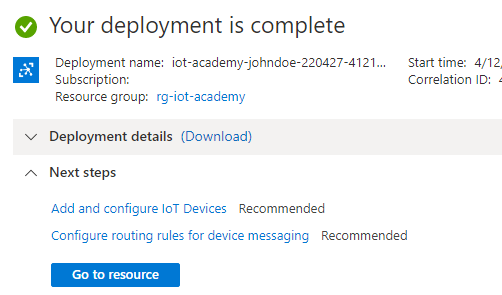 Your deployment is complete
Deployment name: iot-academy-johndoe-220427-4121... Start time: 4/12,
Subscription: Correlation ID:
Resource group: rg-iot-academy
Deployment details (Download)
Next steps
Add and configure IoT Devices Recommended
Configure routing rules for device messaging Recommended
Go to resource